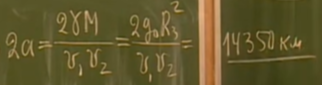 2a = 2γM / v₁v₂ = 2g₀R₃² / v₁v₂ = 14350 км